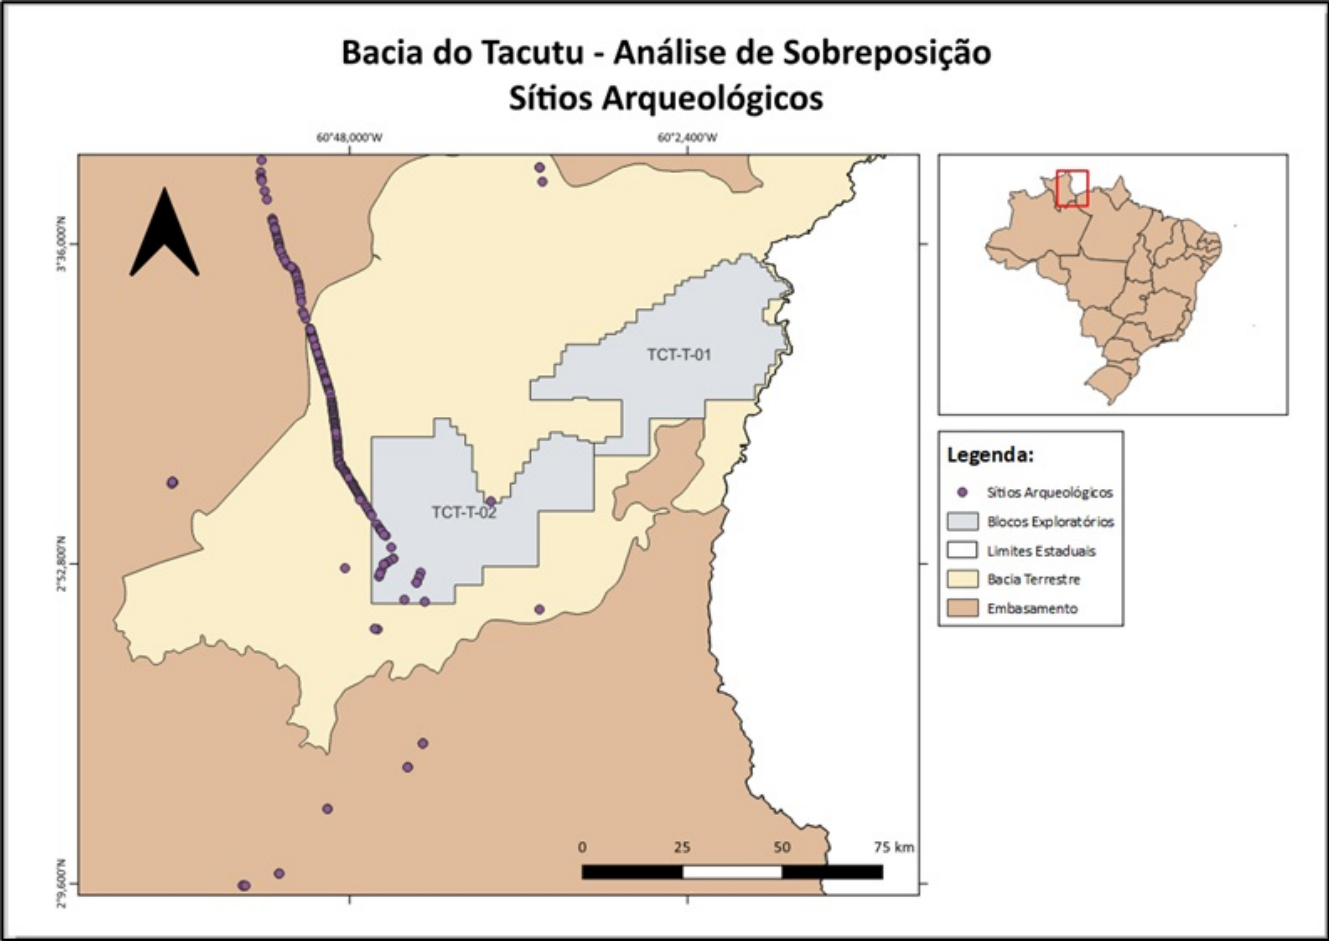 Bacia do Tacutu - Análise de Sobreposição
Sítios Arqueológicos
60°48,000'W
60°2,400'W
3°36,000'N
2°52,800'N
2°9,600'N
TCT-T-01
TCT-T-02
0 25 50 75 km
Legenda:
Sítios Arqueológicos
Blocos Exploratórios
Limites Estaduais
Bacia Terrestre
Embasamento